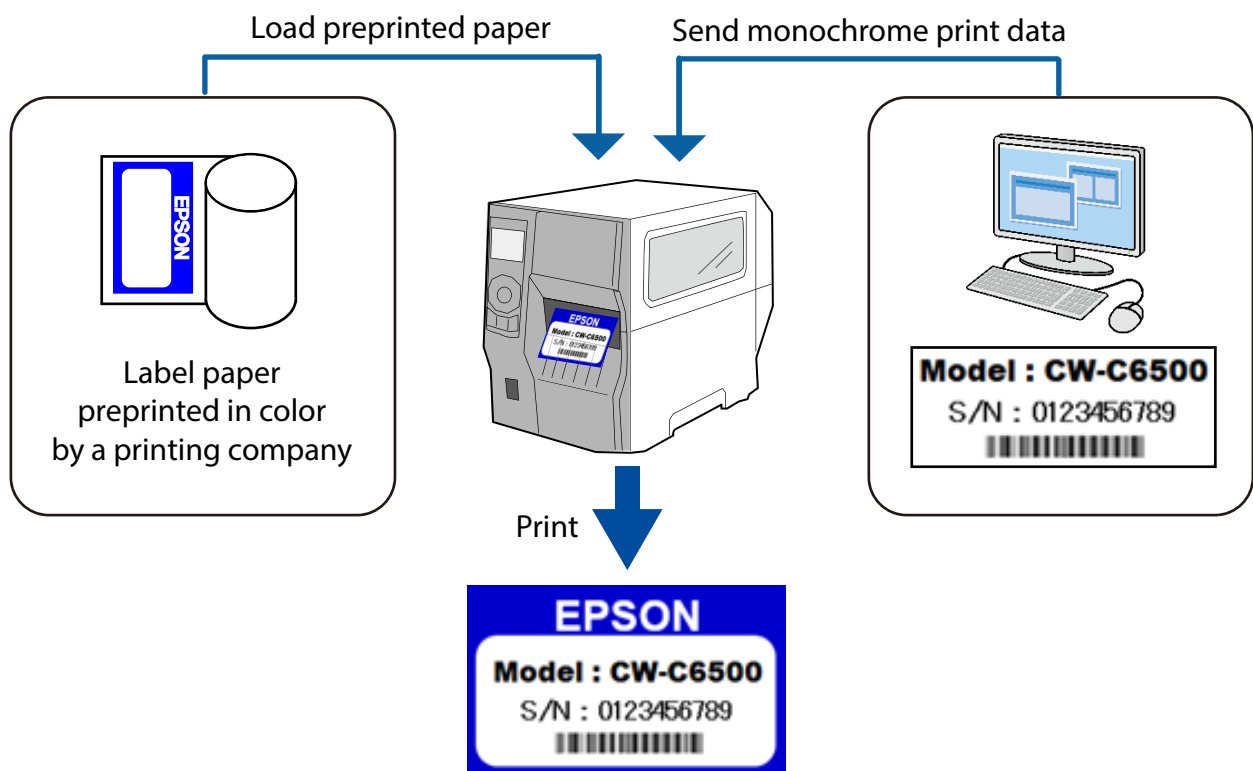 Load preprinted paper
Send monochrome print data
EPSON
Label paper
preprinted in color
by a printing company
EPSON
Model : CW-C6500
S/N : 0123456789
Model : CW-C6500
S/N : 0123456789
Print
EPSON
Model : CW-C6500
S/N : 0123456789